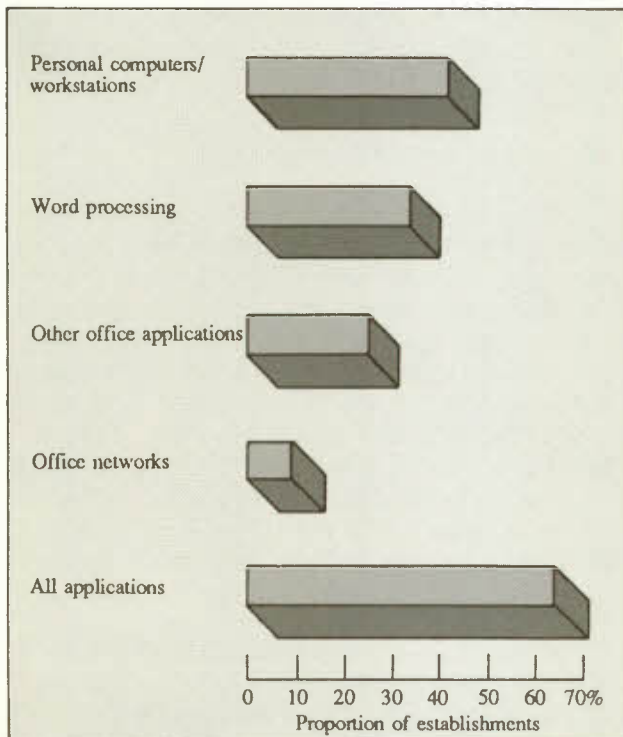 Personal computers/
workstations
Word processing
Other office applications
Office networks
All applications
0 10 20 30 40 50 60 70%
Proportion of establishments